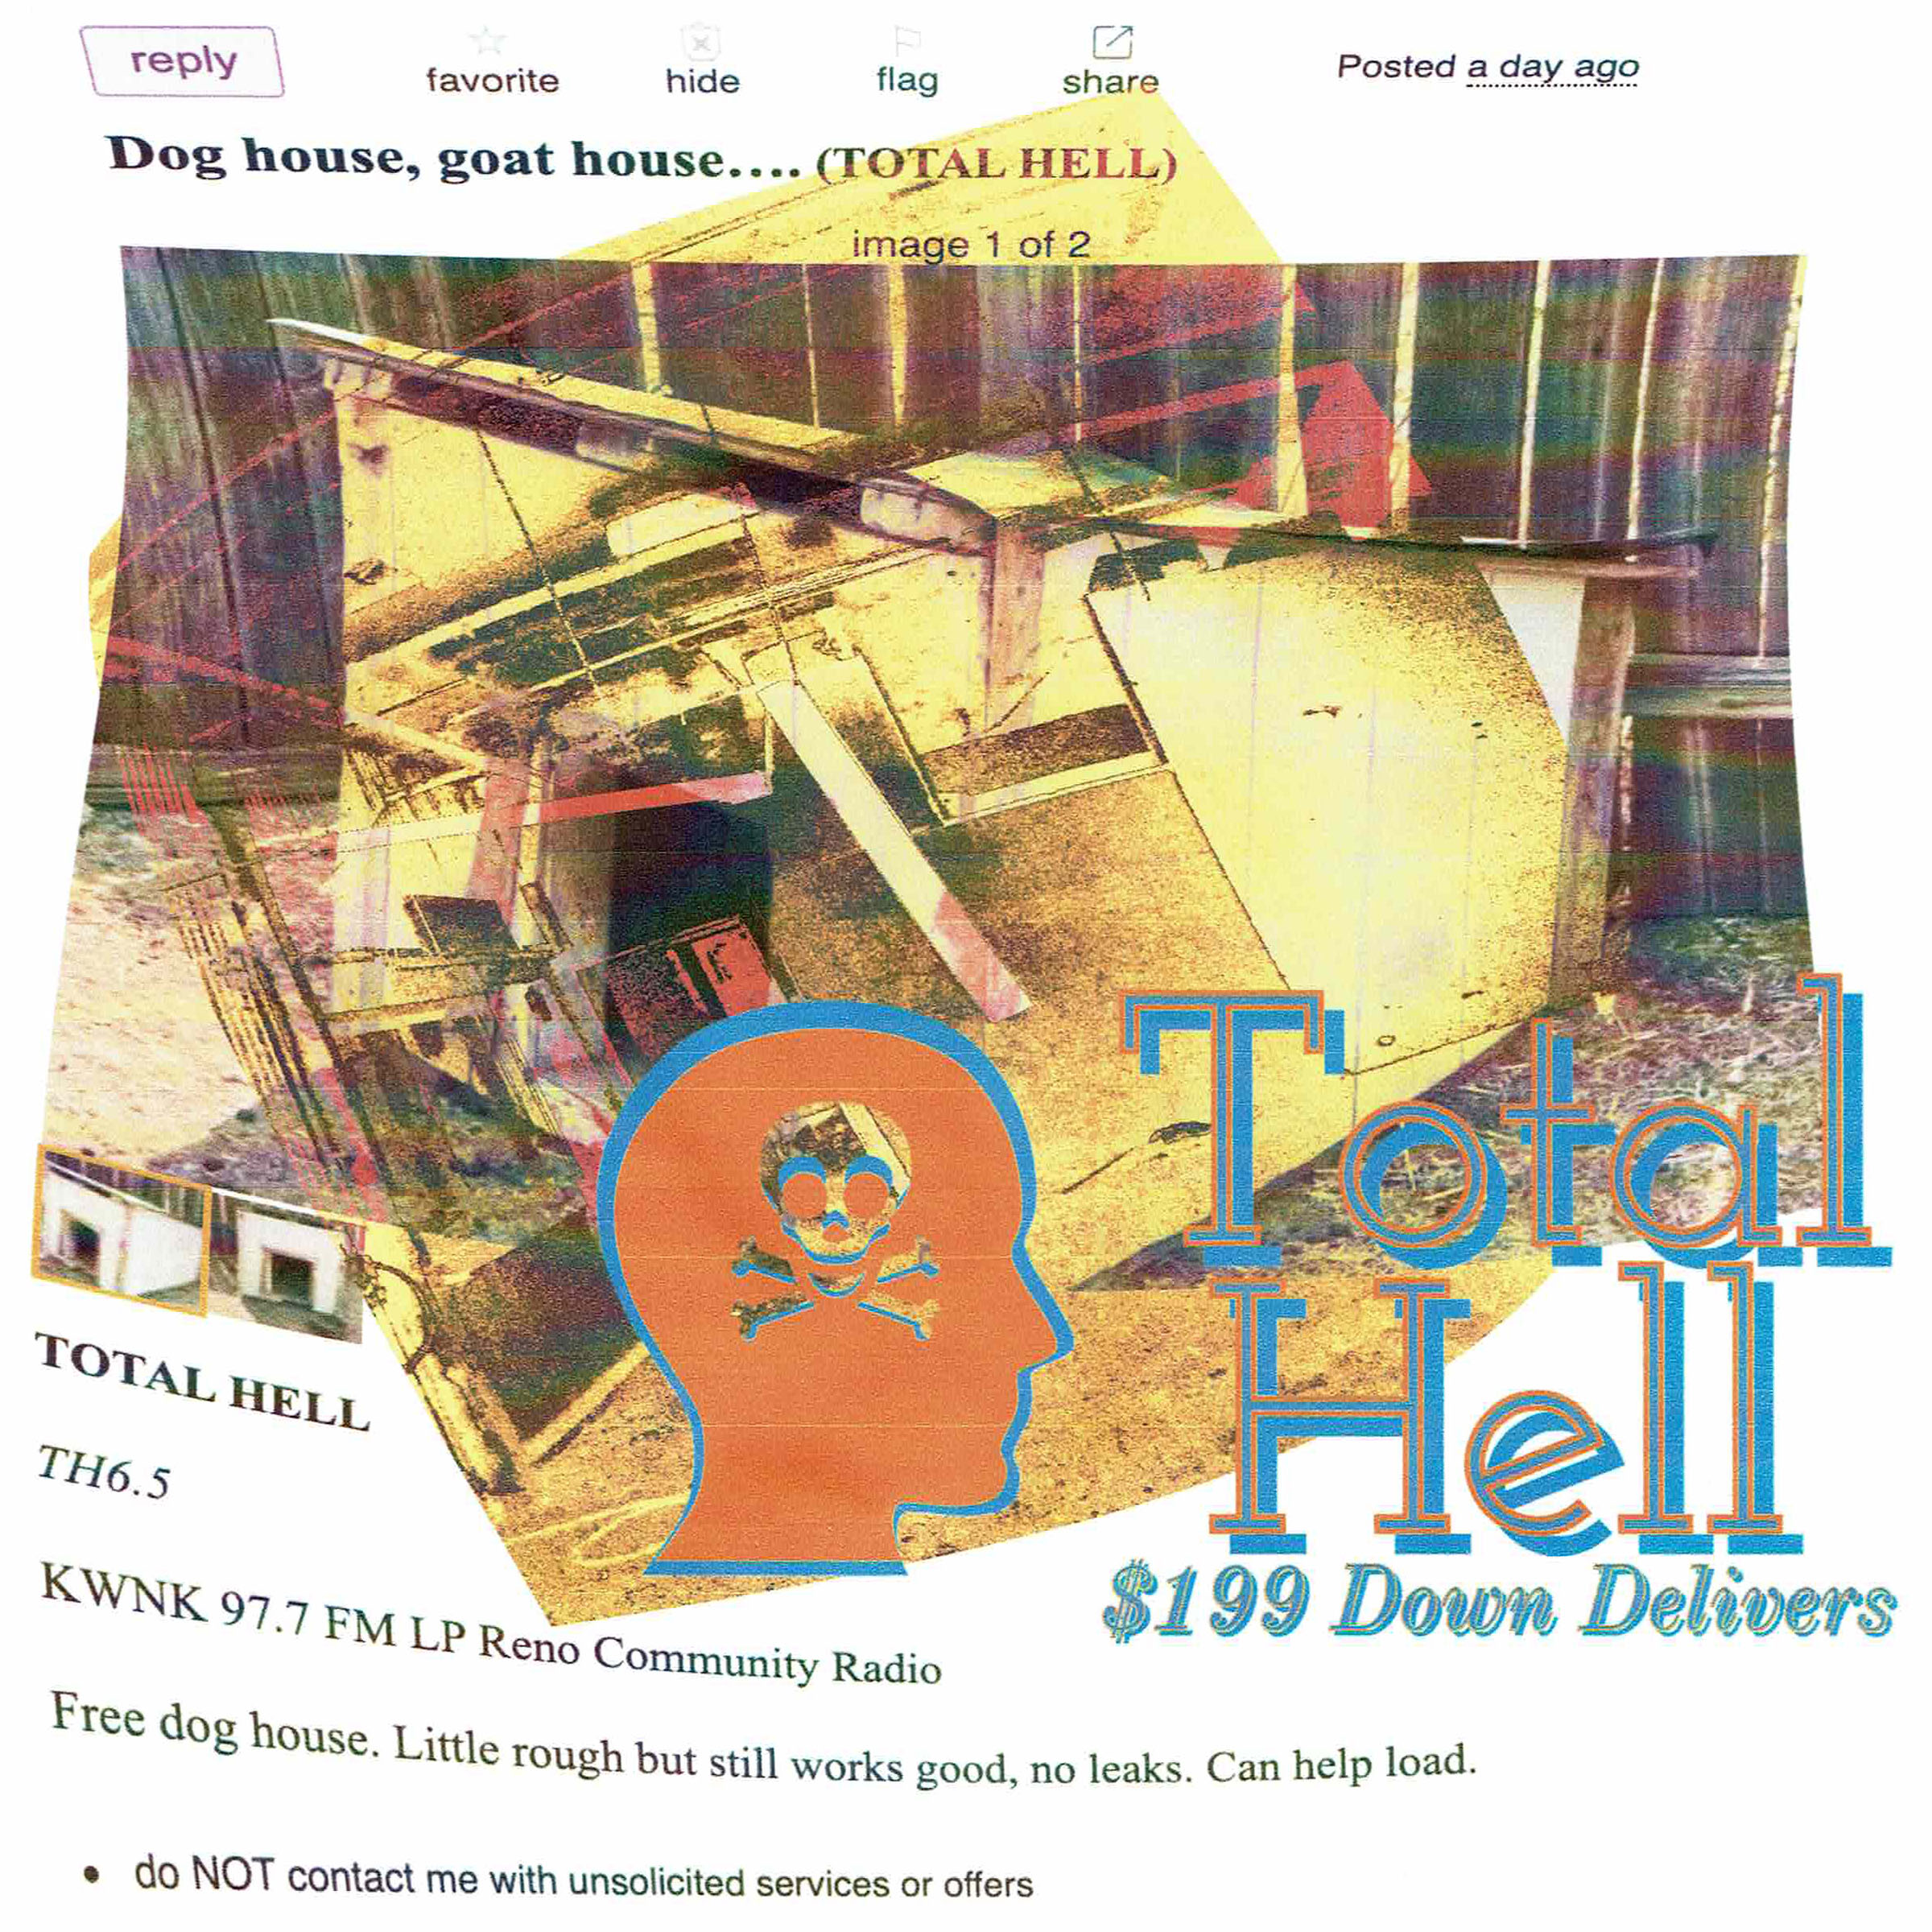 reply
favorite
hide
flag
share
Posted a day ago
Dog house, goat house.... (TOTAL HELL)
image 1 of 2
Total
Hell
$199 Down Delivers
TOTAL HELL
TH6.5
KWNK 97.7 FM LP Reno Community Radio
Free dog house. Little rough but still works good, no leaks. Can help load.
• do NOT contact me with unsolicited services or offers